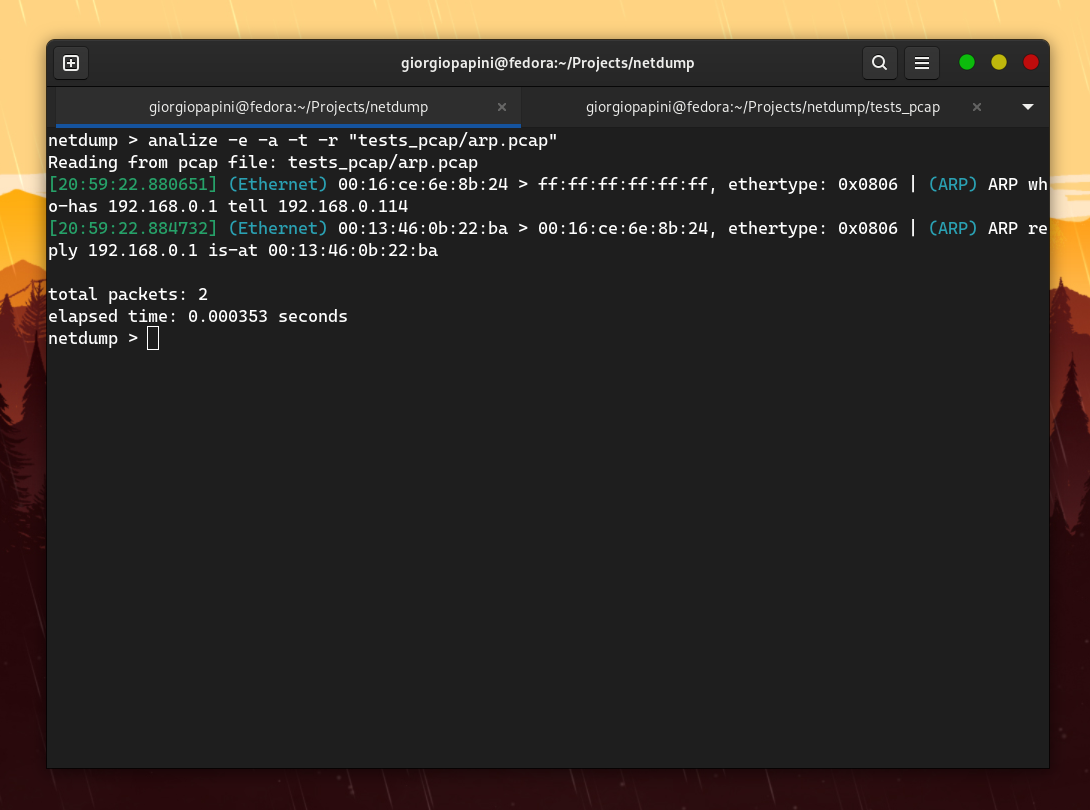 giorgiopapini@fedora:~/Projects/netdump
giorgiopapini@fedora:~/Projects/netdump
giorgiopapini@fedora:~/Projects/netdump/tests_pcap
netdump > analize -e -a -t -r "tests_pcap/arp.pcap"
Reading from pcap file: tests_pcap/arp.pcap
[20:59:22.880651] (Ethernet) 00:16:ce:6e:8b:24 > ff:ff:ff:ff:ff:ff, ethertype: 0x0806 | (ARP) ARP wh
o-has 192.168.0.1 tell 192.168.0.114
[20:59:22.884732] (Ethernet) 00:13:46:0b:22:ba > 00:16:ce:6e:8b:24, ethertype: 0x0806 | (ARP) ARP re
ply 192.168.0.1 is-at 00:13:46:0b:22:ba
total packets: 2
elapsed time: 0.000353 seconds
netdump >